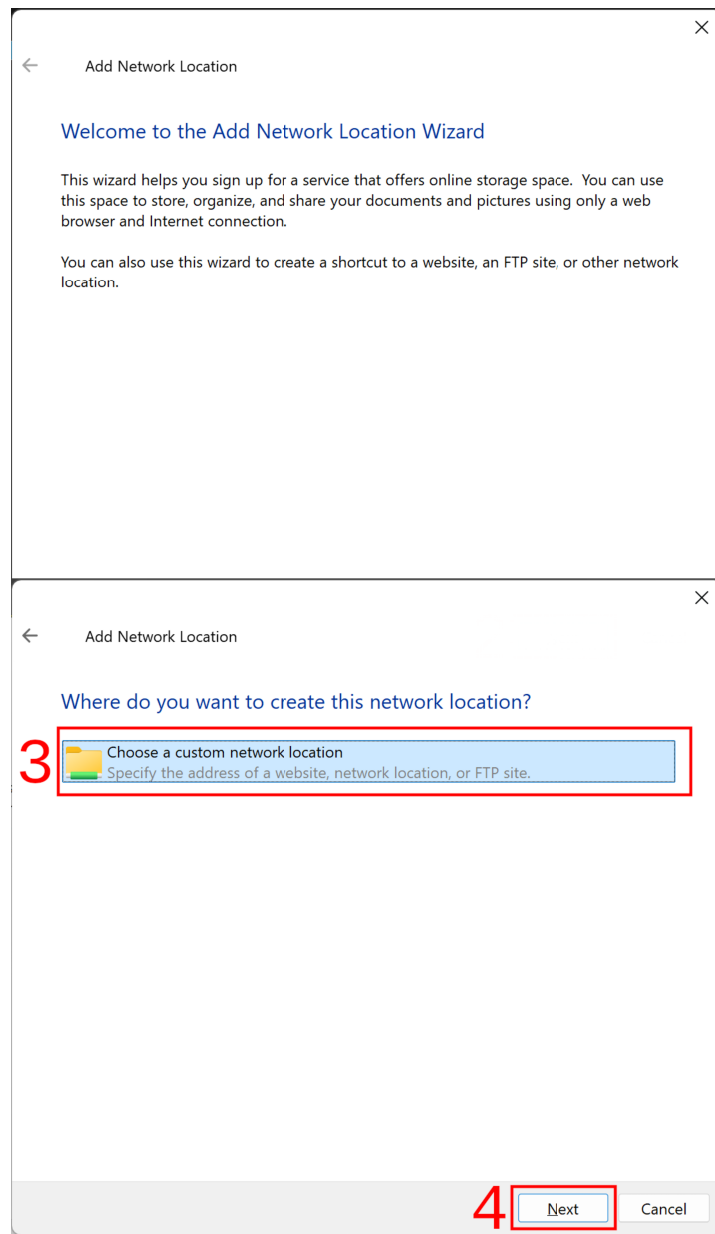 Add Network Location
Welcome to the Add Network Location Wizard
This wizard helps you sign up for a service that offers online storage space.  You can use
this space to store, organize, and share your documents and pictures using only a web
browser and Internet connection.
You can also use this wizard to create a shortcut to a website, an FTP site, or other network
location.
Add Network Location
Where do you want to create this network location?
3
Choose a custom network location
Specify the address of a website, network location, or FTP site.
4 Next Cancel